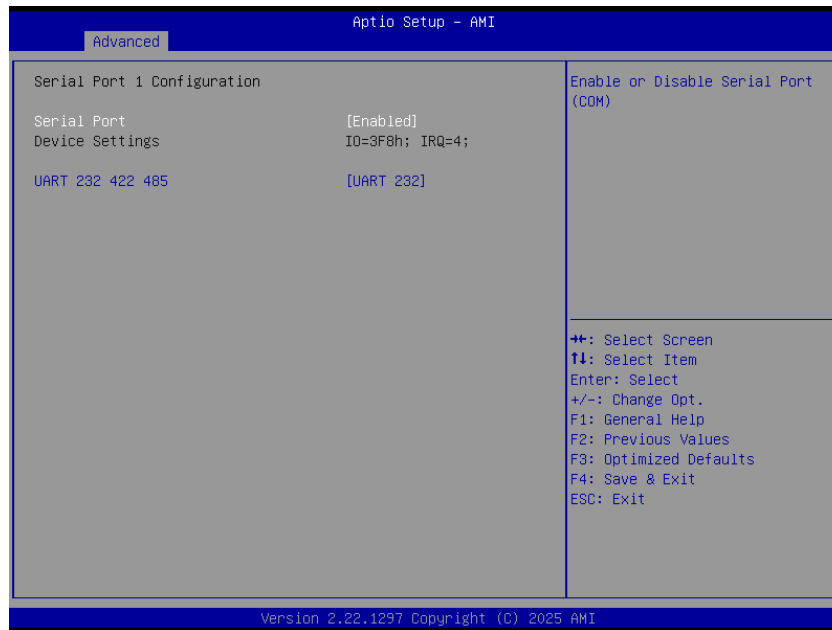 Aptio Setup – AMI
Advanced
Serial Port 1 Configuration
Serial Port [Enabled]
Device Settings IO=3F8h; IRQ=4;
UART 232 422 485 [UART 232]
Enable or Disable Serial Port
(COM)
→←: Select Screen
↑↓: Select Item
Enter: Select
+/-: Change Opt.
F1: General Help
F2: Previous Values
F3: Optimized Defaults
F4: Save & Exit
ESC: Exit
Version 2.22.1297 Copyright (C) 2025 AMI